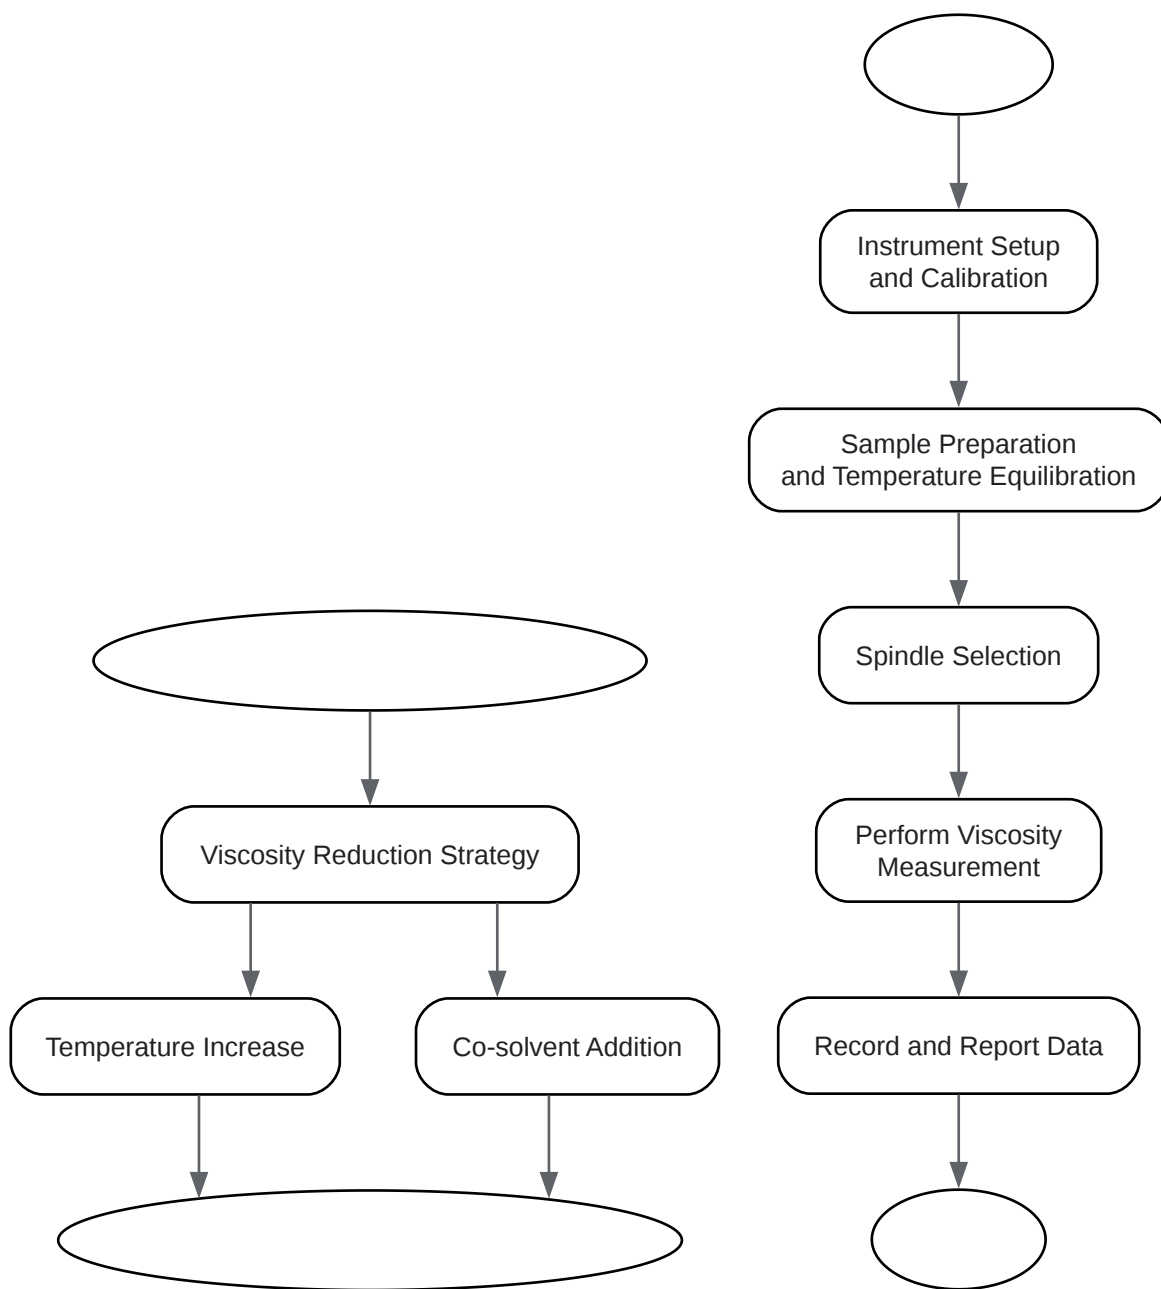 Instrument Setup
and Calibration
Sample Preparation
and Temperature Equilibration
Spindle Selection
Perform Viscosity
Measurement
Record and Report Data
Viscosity Reduction Strategy
Temperature Increase
Co-solvent Addition